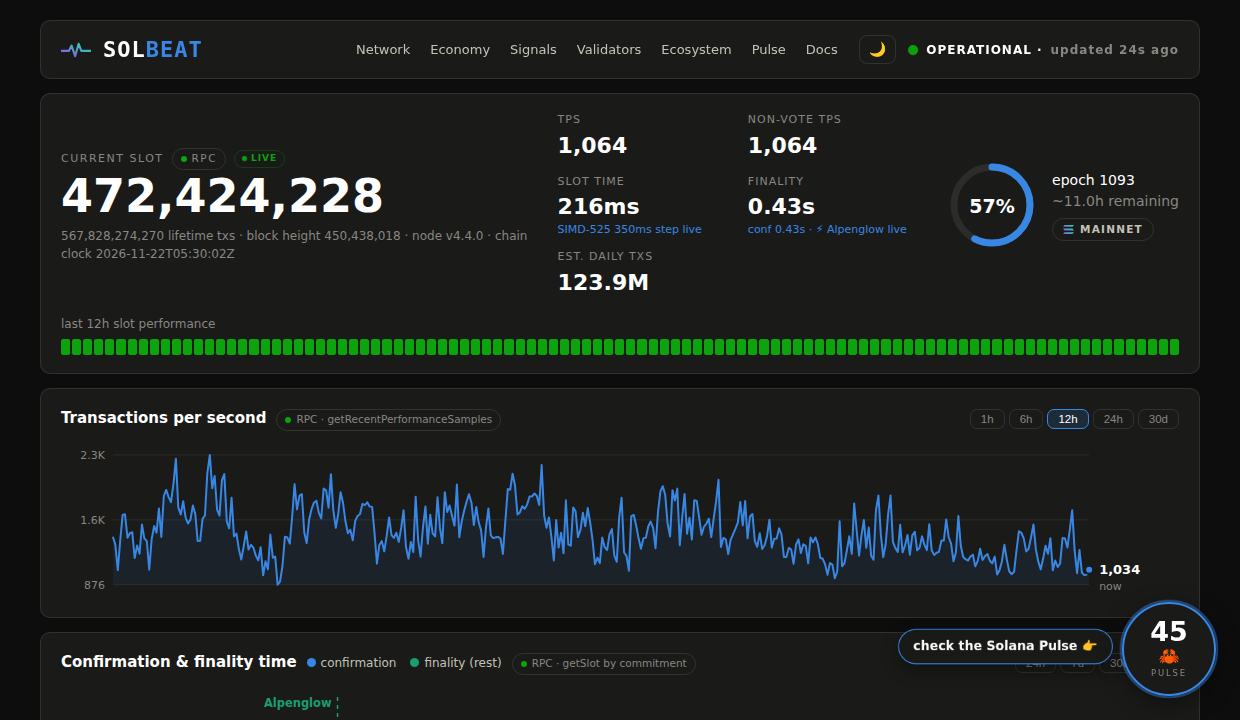 SOLBEAT
Network Economy Signals Validators Ecosystem Pulse Docs
OPERATIONAL · updated 24s ago
CURRENT SLOT RPC LIVE
472,424,228
567,828,274,270 lifetime txs · block height 450,438,018 · node v4.4.0 · chain
clock 2026-11-22T05:30:02Z
TPS
1,064
NON-VOTE TPS
1,064
SLOT TIME
216ms
SIMD-525 350ms step live
FINALITY
0.43s
conf 0.43s · ⚡ Alpenglow live
EST. DAILY TXS
123.9M
57%
epoch 1093
~11.0h remaining
MAINNET
last 12h slot performance
Transactions per second RPC · getRecentPerformanceSamples
1h 6h 12h 24h 30d
2.3K
1.6K
876
1,034
now
Confirmation & finality time confirmation finality (rest) RPC · getSlot by commitment
Alpenglow
check the Solana Pulse 👉
45
PULSE